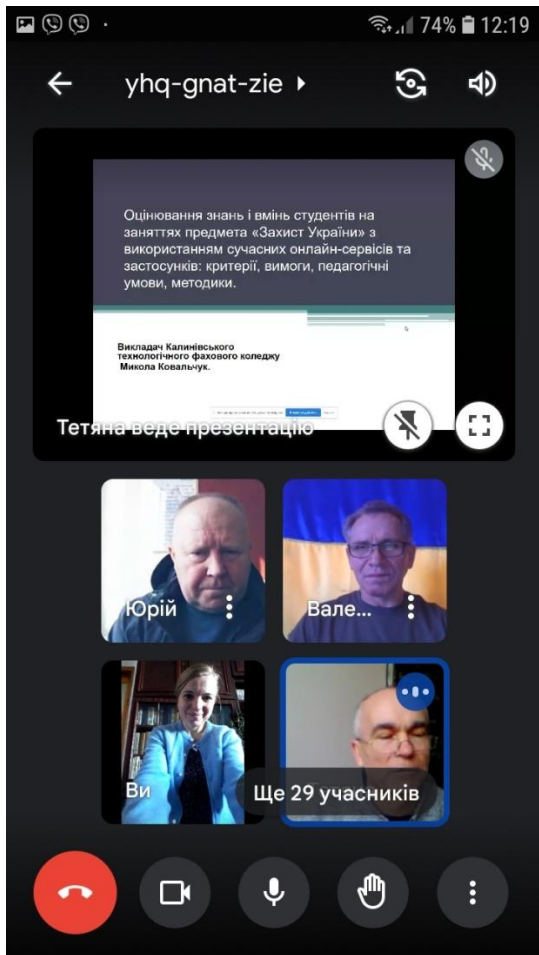 74% 12:19
yhq-gnat-zie
Оцінювання знань і вмінь студентів на
заняттях предмета «Захист України» з
використанням сучасних онлайн-сервісів та
застосунків: критерії, вимоги, педагогічні
умови, методики.
Викладач Калинівського
технологічного фахового коледжу
Микола Ковальчук.
Тетяна веде презентацію
Юрій
Вале...
Ви
Ще 29 учасників